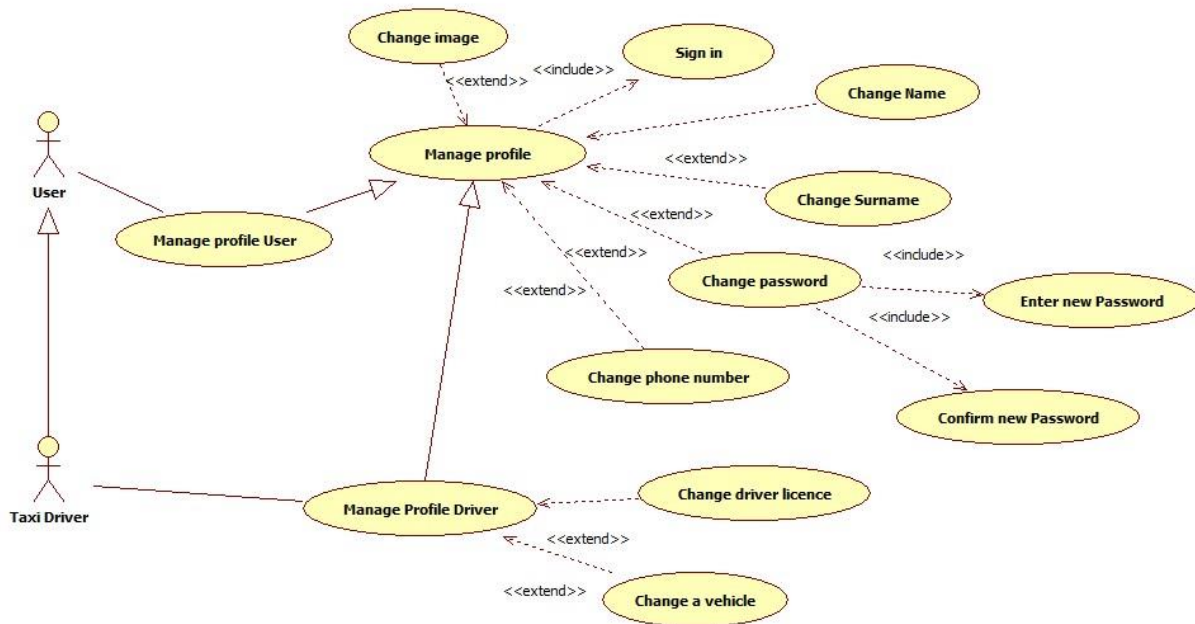 Change image
Sign in
<<include>>
<<extend>>
Change Name
Manage profile
<<extend>>
User
Change Surname
<<extend>>
Manage profile User
<<extend>>
<<include>>
Change password
<<extend>>
Enter new Password
<<include>>
Change phone number
Confirm new Password
Change driver licence
Taxi Driver
Manage Profile Driver
<<extend>>
<<extend>>
Change a vehicle